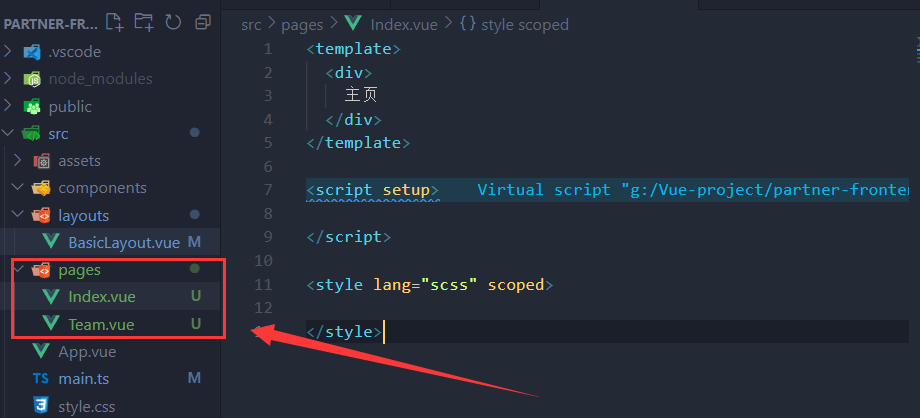 PARTNER-FR...
.vscode
node_modules
public
src
assets
components
layouts
BasicLayout.vue M
pages
Index.vue U
Team.vue U
App.vue
TS main.ts M
style.css
src > pages > Index.vue > {} style scoped
1 <template>
2 <div>
3 主页
4 </div>
5 </template>
6
7 <script setup> Virtual script "g:/Vue-project/partner-fronter
8
9 </script>
10
11 <style lang="scss" scoped>
12
</style>